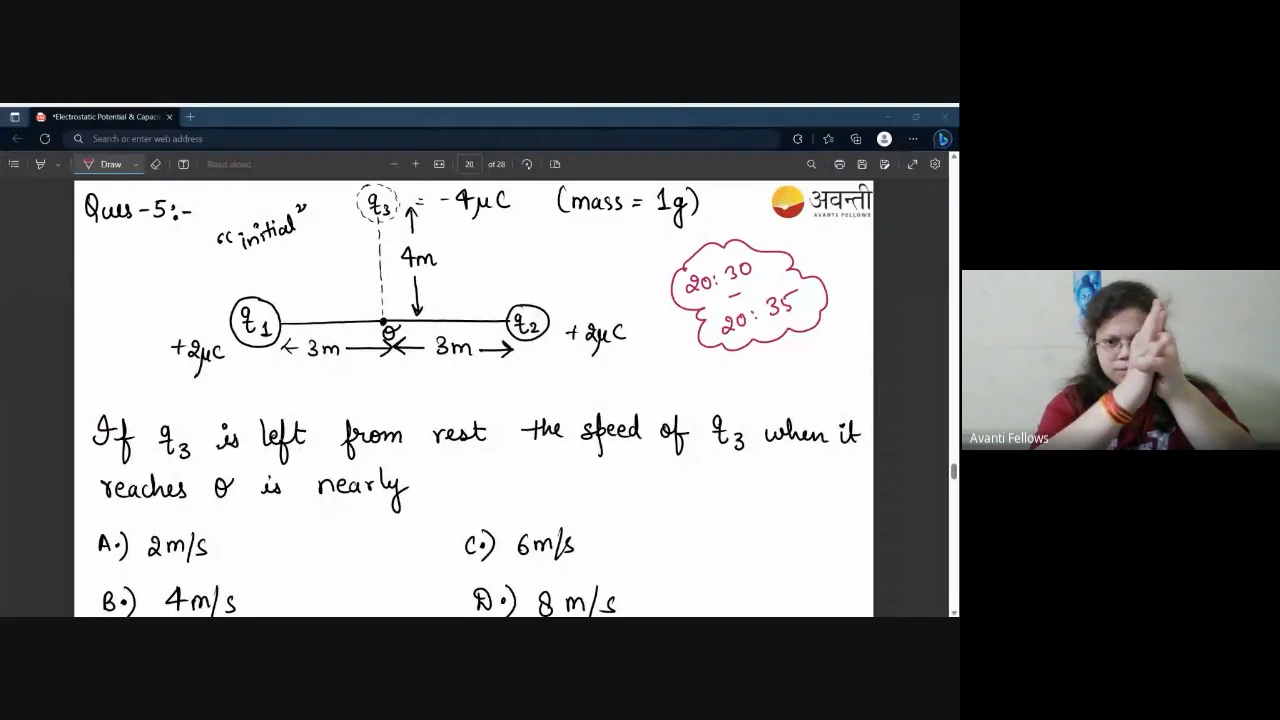 *Electrostatic Potential & Capac
Search or enter web address
Draw
Read aloud
20 of 28
Ques-5:-
"initial"
q3 = -4μC (mass = 1g)
अवन्ती
AVANTI FELLOWS
4m
20:30
-
20:35
q1
O
q2
+2μC
3m
3m
+2μC
If q3 is left from rest the speed of q3 when it
reaches O is nearly
A.) 2m/s
C.) 6m/s
B.) 4m/s
D.) 8m/s
Avanti Fellows